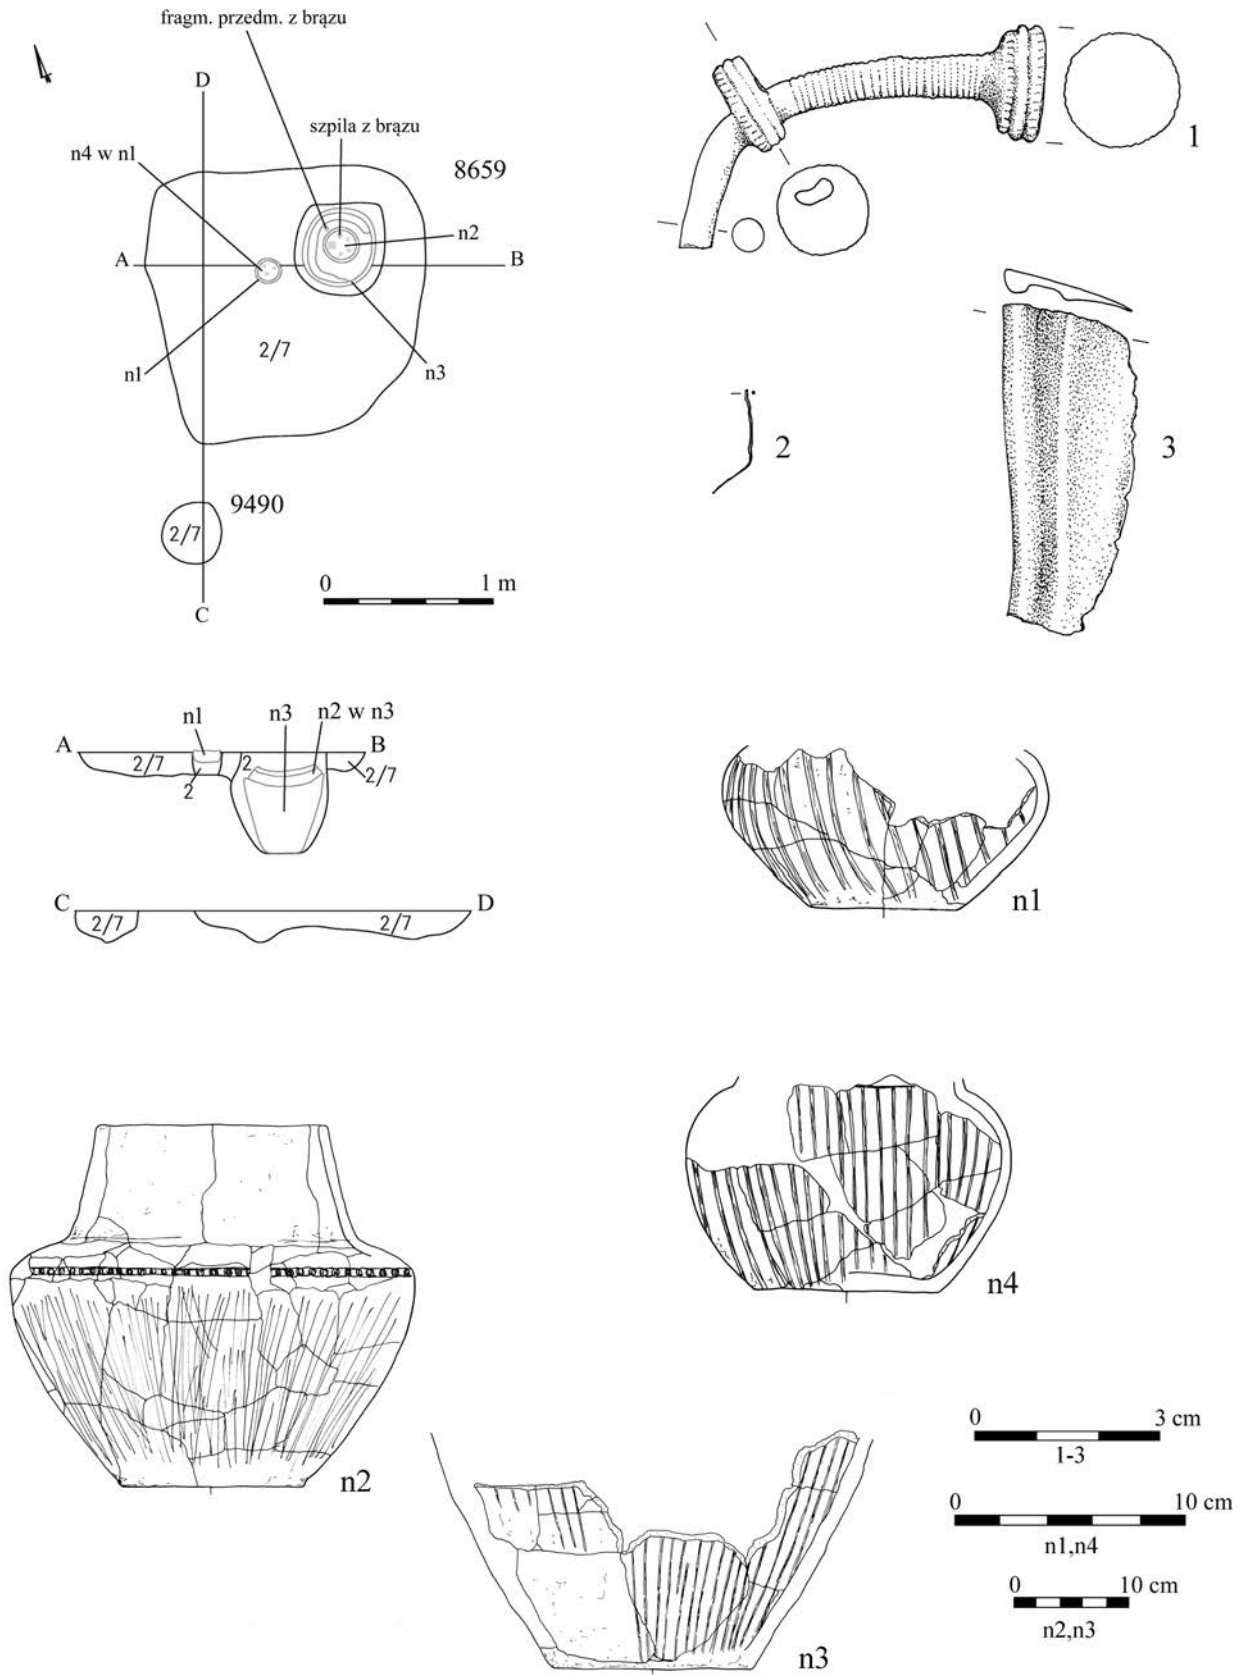 fragm. przedm. z brązu
D
szpila z brązu
n4 w n1
8659
n2
A
B
2/7
n1
n3
9490
2/7
C
0 1 m
1
2
3
n1
n3
n2 w n3
A
2/7
2
2
B
2/7
C
2/7
2/7
D
n1
n2
n4
n3
0 3 cm
1-3
0 10 cm
n1,n4
0 10 cm
n2,n3